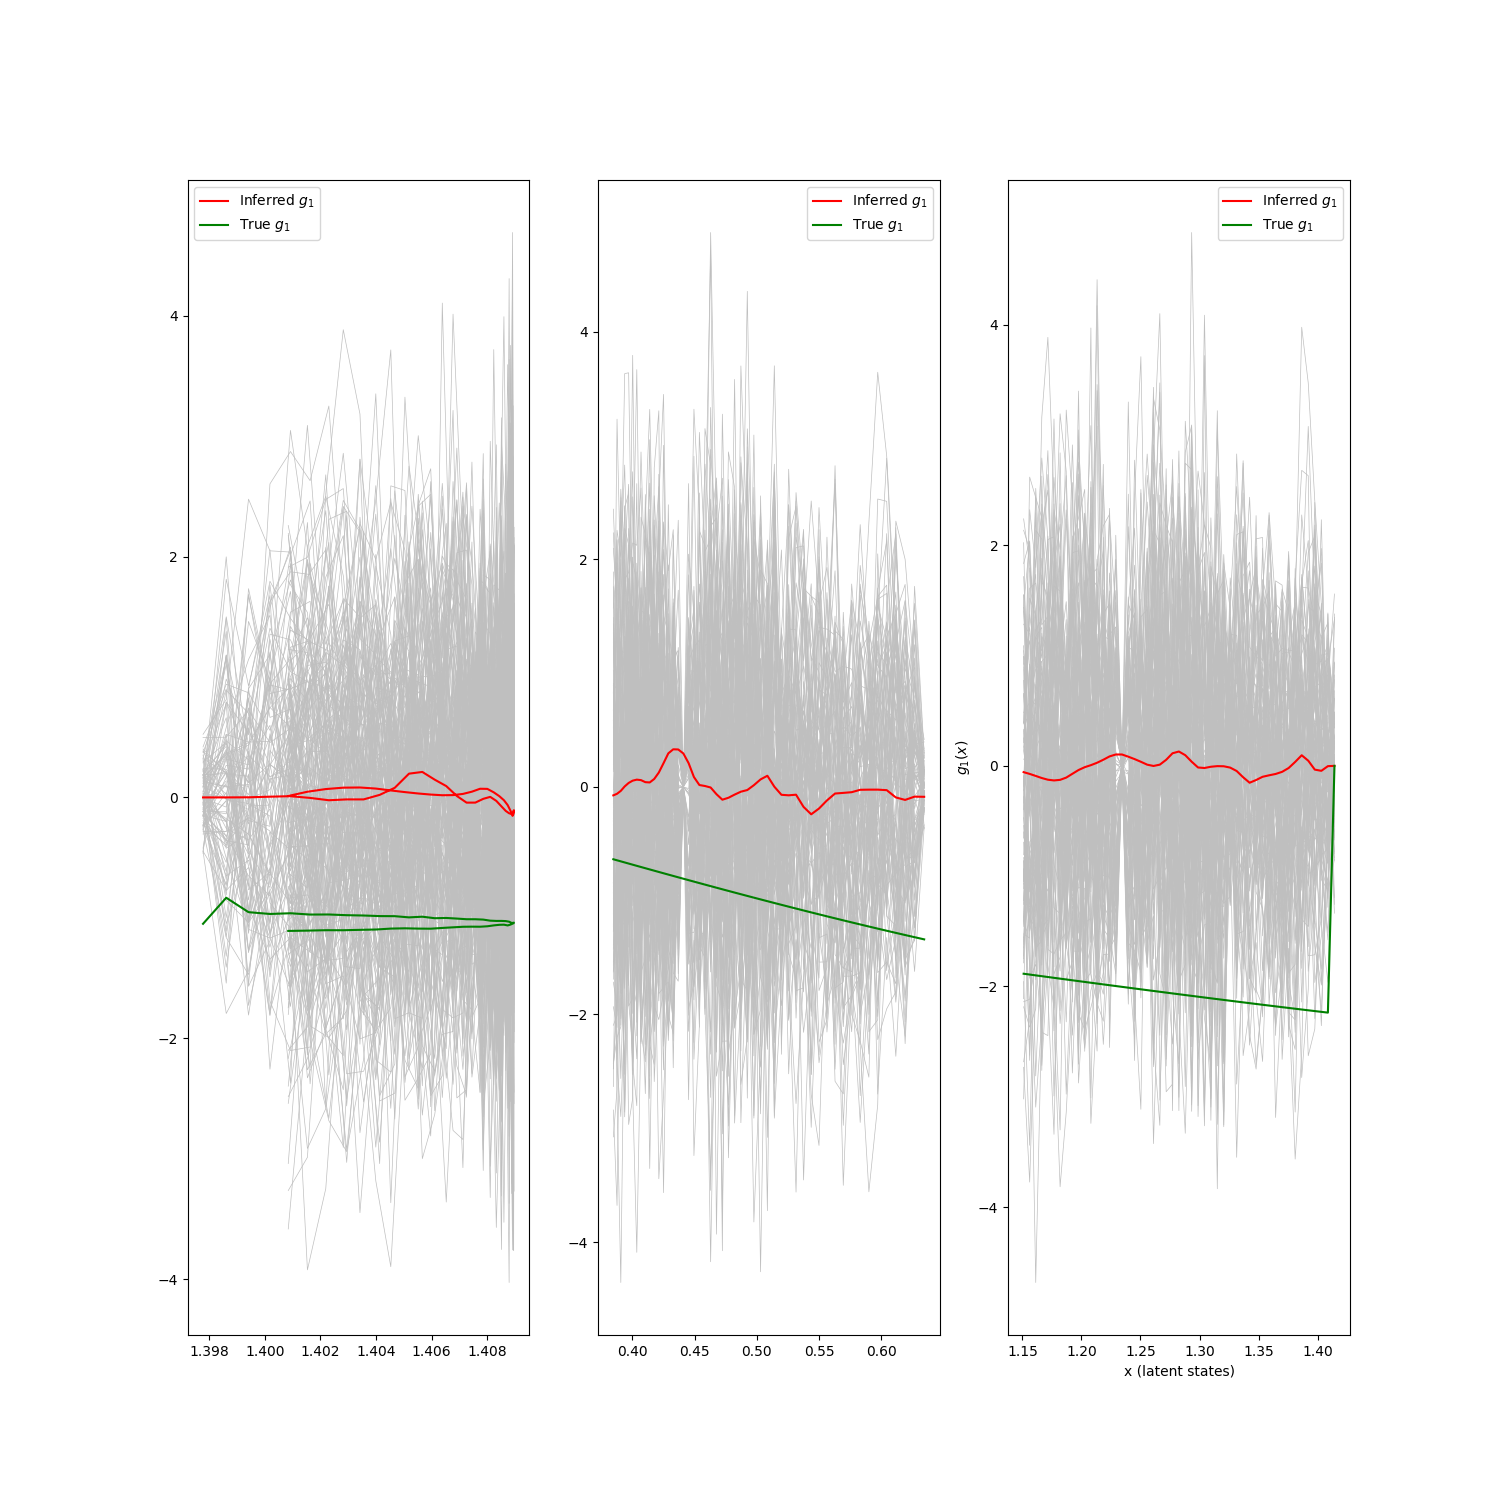 Inferred g₁
True g₁
4
2
0
−2
−4
1.398 1.400 1.402 1.404 1.406 1.408
Inferred g₁
True g₁
4
2
0
−2
−4
0.40 0.45 0.50 0.55 0.60
Inferred g₁
True g₁
g₁(x)
4
2
0
−2
−4
1.15 1.20 1.25 1.30 1.35 1.40
x (latent states)